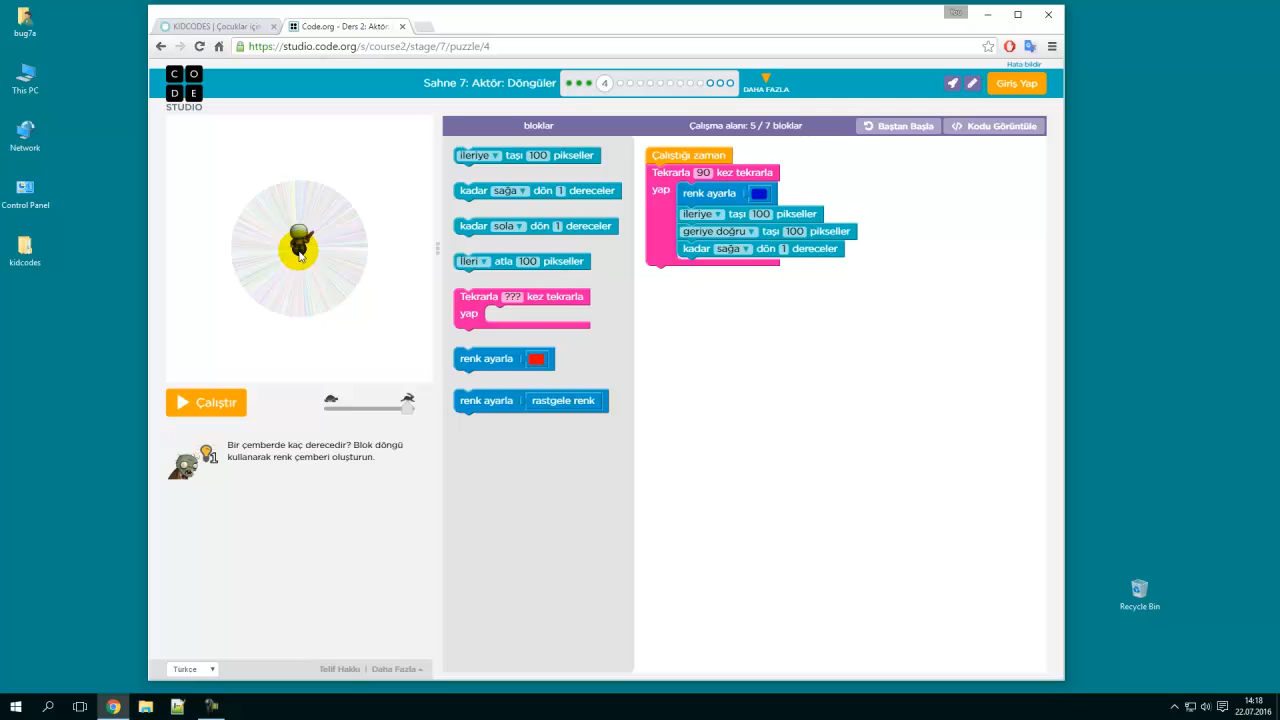 You
KIDCODES | Çocuklar için
Code.org - Ders 2: Aktör:
https://studio.code.org/s/course2/stage/7/puzzle/4
Hata bildir
C O
D E
STUDIO
Sahne 7: Aktör: Döngüler
4
DAHA FAZLA
Giriş Yap
bloklar
Çalışma alanı: 5 / 7 bloklar
Baştan Başla
Kodu Görüntüle
ileriye taşı 100 pikseller
kadar sağa dön 1 dereceler
kadar sola dön 1 dereceler
İleri atla 100 pikseller
Tekrarla ??? kez tekrarla
yap
renk ayarla
renk ayarla rastgele renk
Çalıştığı zaman
Tekrarla 90 kez tekrarla
yap
renk ayarla
ileriye taşı 100 pikseller
geriye doğru taşı 100 pikseller
kadar sağa dön 1 dereceler
Çalıştır
1
Bir çemberde kaç derecedir? Blok döngü
kullanarak renk çemberi oluşturun.
Türkçe
Telif Hakkı | Daha Fazla
bug7a
This PC
Network
Control Panel
kidcodes
Recycle Bin
14:18
22.07.2016